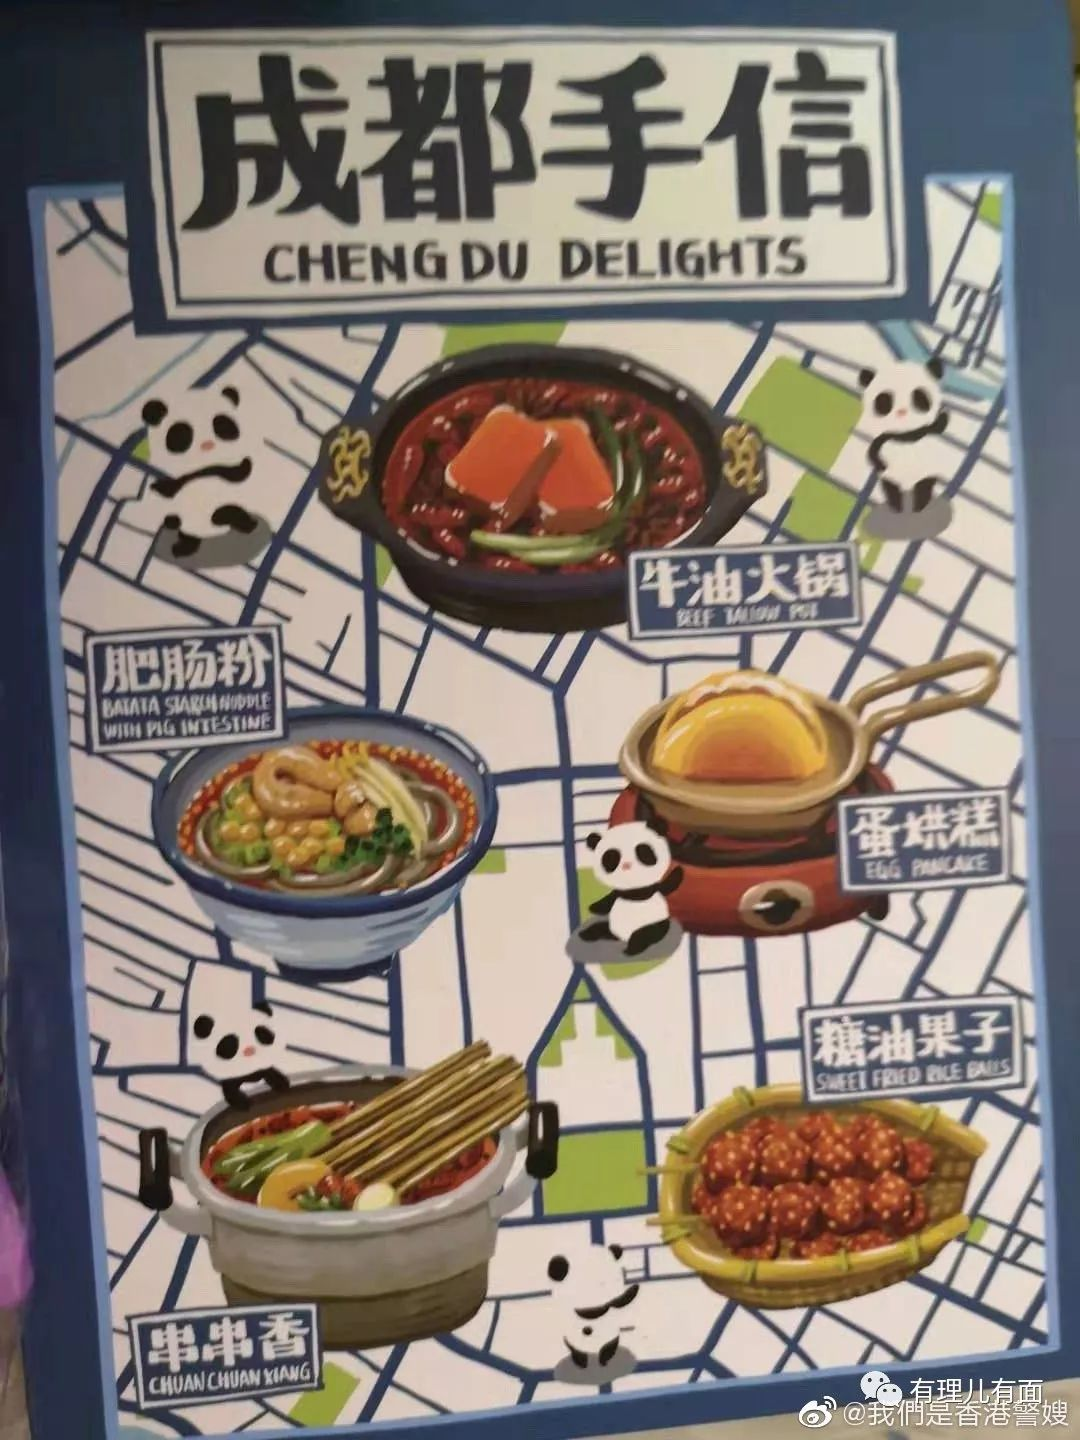 成都手信
CHENG DU DELIGHTS
牛油火锅
BEEF TALLOW POT
肥肠粉
BATATA STARCH NOODLE
WITH PIG INTESTINE
蛋烘糕
EGG PANCAKE
糖油果子
SWEET FRIED RICE BALLS
串串香
CHUAN CHUAN XIANG
有理儿有面
@我們是香港警嫂